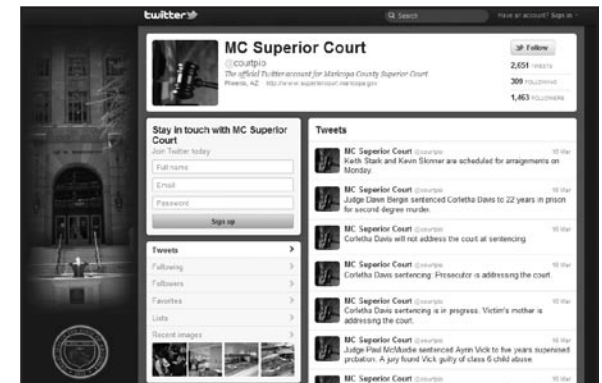 twitter
Search
Have an account? Sign in
MC Superior Court
@courtpio
The official Twitter account for Maricopa County Superior Court
Phoenix, AZ http://www.superiorcourt.maricopa.gov
Follow
2,651 TWEETS
309 FOLLOWING
1,463 FOLLOWERS
Stay in touch with MC Superior
Court
Join Twitter today
Full name
Email
Password
Sign up
Tweets
Following
Followers
Favorites
Lists
Recent images
Tweets
MC Superior Court @courtpio
Keith Stark and Kevin Skinner are scheduled for arraignments on
Monday.
MC Superior Court @courtpio
Judge Dawn Bergin sentenced Corletha Davis to 22 years in prison
for second degree murder.
MC Superior Court @courtpio
Corletha Davis will not address the court at sentencing.
MC Superior Court @courtpio
Corletha Davis sentencing: Prosecutor is addressing the court.
MC Superior Court @courtpio
Corletha Davis sentencing is in progress. Victim's mother is
addressing the court.
MC Superior Court @courtpio
Judge Paul McMurdie sentenced Ayrin Vick to five years supervised
probation. A jury found Vick guilty of class 6 child abuse.
MC Superior Court @courtpio